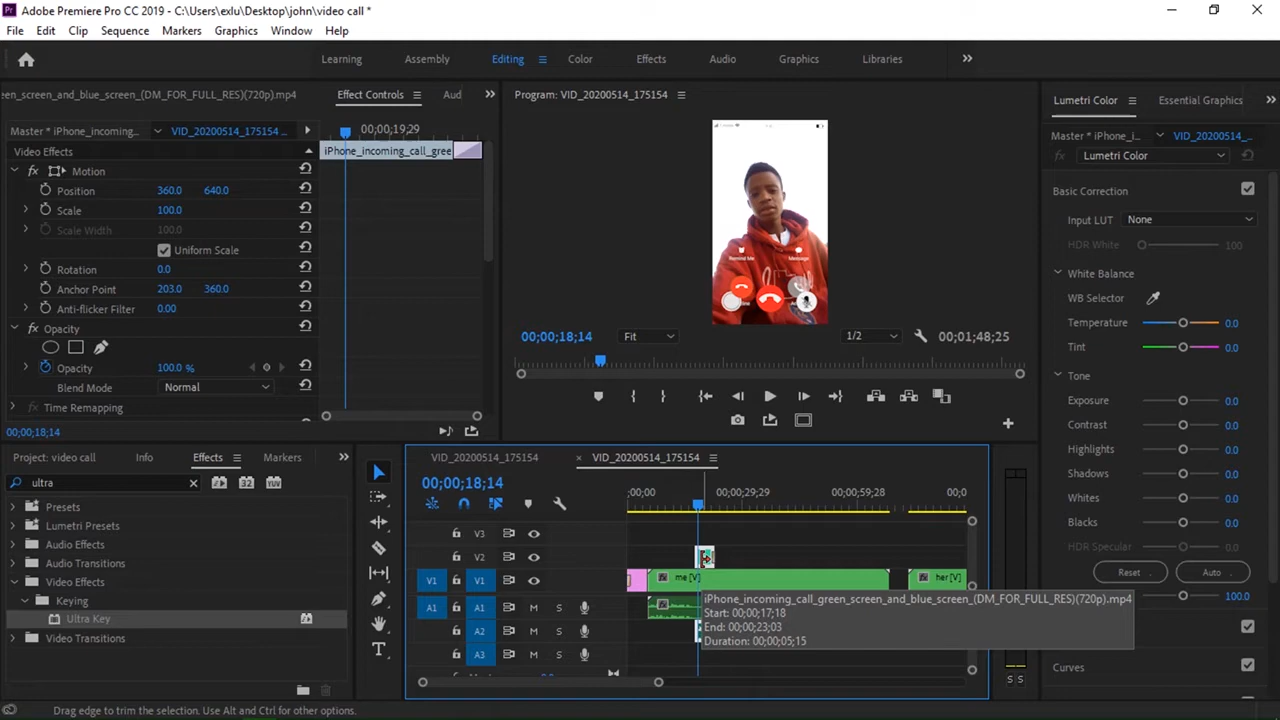 Adobe Premiere Pro CC 2019 - C:\Users\exlu\Desktop\john\video call *
File Edit Clip Sequence Markers Graphics Window Help
Learning Assembly Editing Color Effects Audio Graphics Libraries
een_screen_and_blue_screen_(DM_FOR_FULL_RES)(720p).mp4 Effect Controls Aud
Program: VID_20200514_175154
Lumetri Color Essential Graphics
Master * iPhone_incoming... VID_20200514_175154... 00;00;19;29
Master * iPhone_i... VID_20200514_...
Video Effects iPhone_incoming_call_gree
fx Lumetri Color
fx Motion
Position 360.0 640.0
Basic Correction
Scale 100.0
Input LUT None
Scale Width 100.0
HDR White 100
Uniform Scale
White Balance
Rotation 0.0
WB Selector
Anchor Point 203.0 360.0
Temperature 0.0
Anti-flicker Filter 0.00
Tint 0.0
fx Opacity
Remind Me Message
00;00;18;14 Fit 1/2 00;01;48;25
Tone
Opacity 100.0 %
Exposure 0.0
Blend Mode Normal
Contrast 0.0
Time Remapping
Highlights 0.0
00;00;18;14
Shadows 0.0
Whites 0.0
Blacks 0.0
HDR Specular 0.0
Reset Auto
100.0
Curves
Project: video call Info Effects Markers
ultra
Presets
Lumetri Presets
Audio Effects
Audio Transitions
Video Effects
Keying
Ultra Key
Video Transitions
VID_20200514_175154 × VID_20200514_175154
00;00;18;14 ;00;00 00;00;29;29 00;00;59;28 00;0
V3
V2
V1 V1 fx me [V] fx her [V]
A1 A1 M S fx
A2 M S
A3 M S
0.0
iPhone_incoming_call_green_screen_and_blue_screen_(DM_FOR_FULL_RES)(720p).mp4
Start: 00;00;17;18
End: 00;00;23;03
Duration: 00;00;05;15
S S
Drag edge to trim the selection. Use Alt and Ctrl for other options.